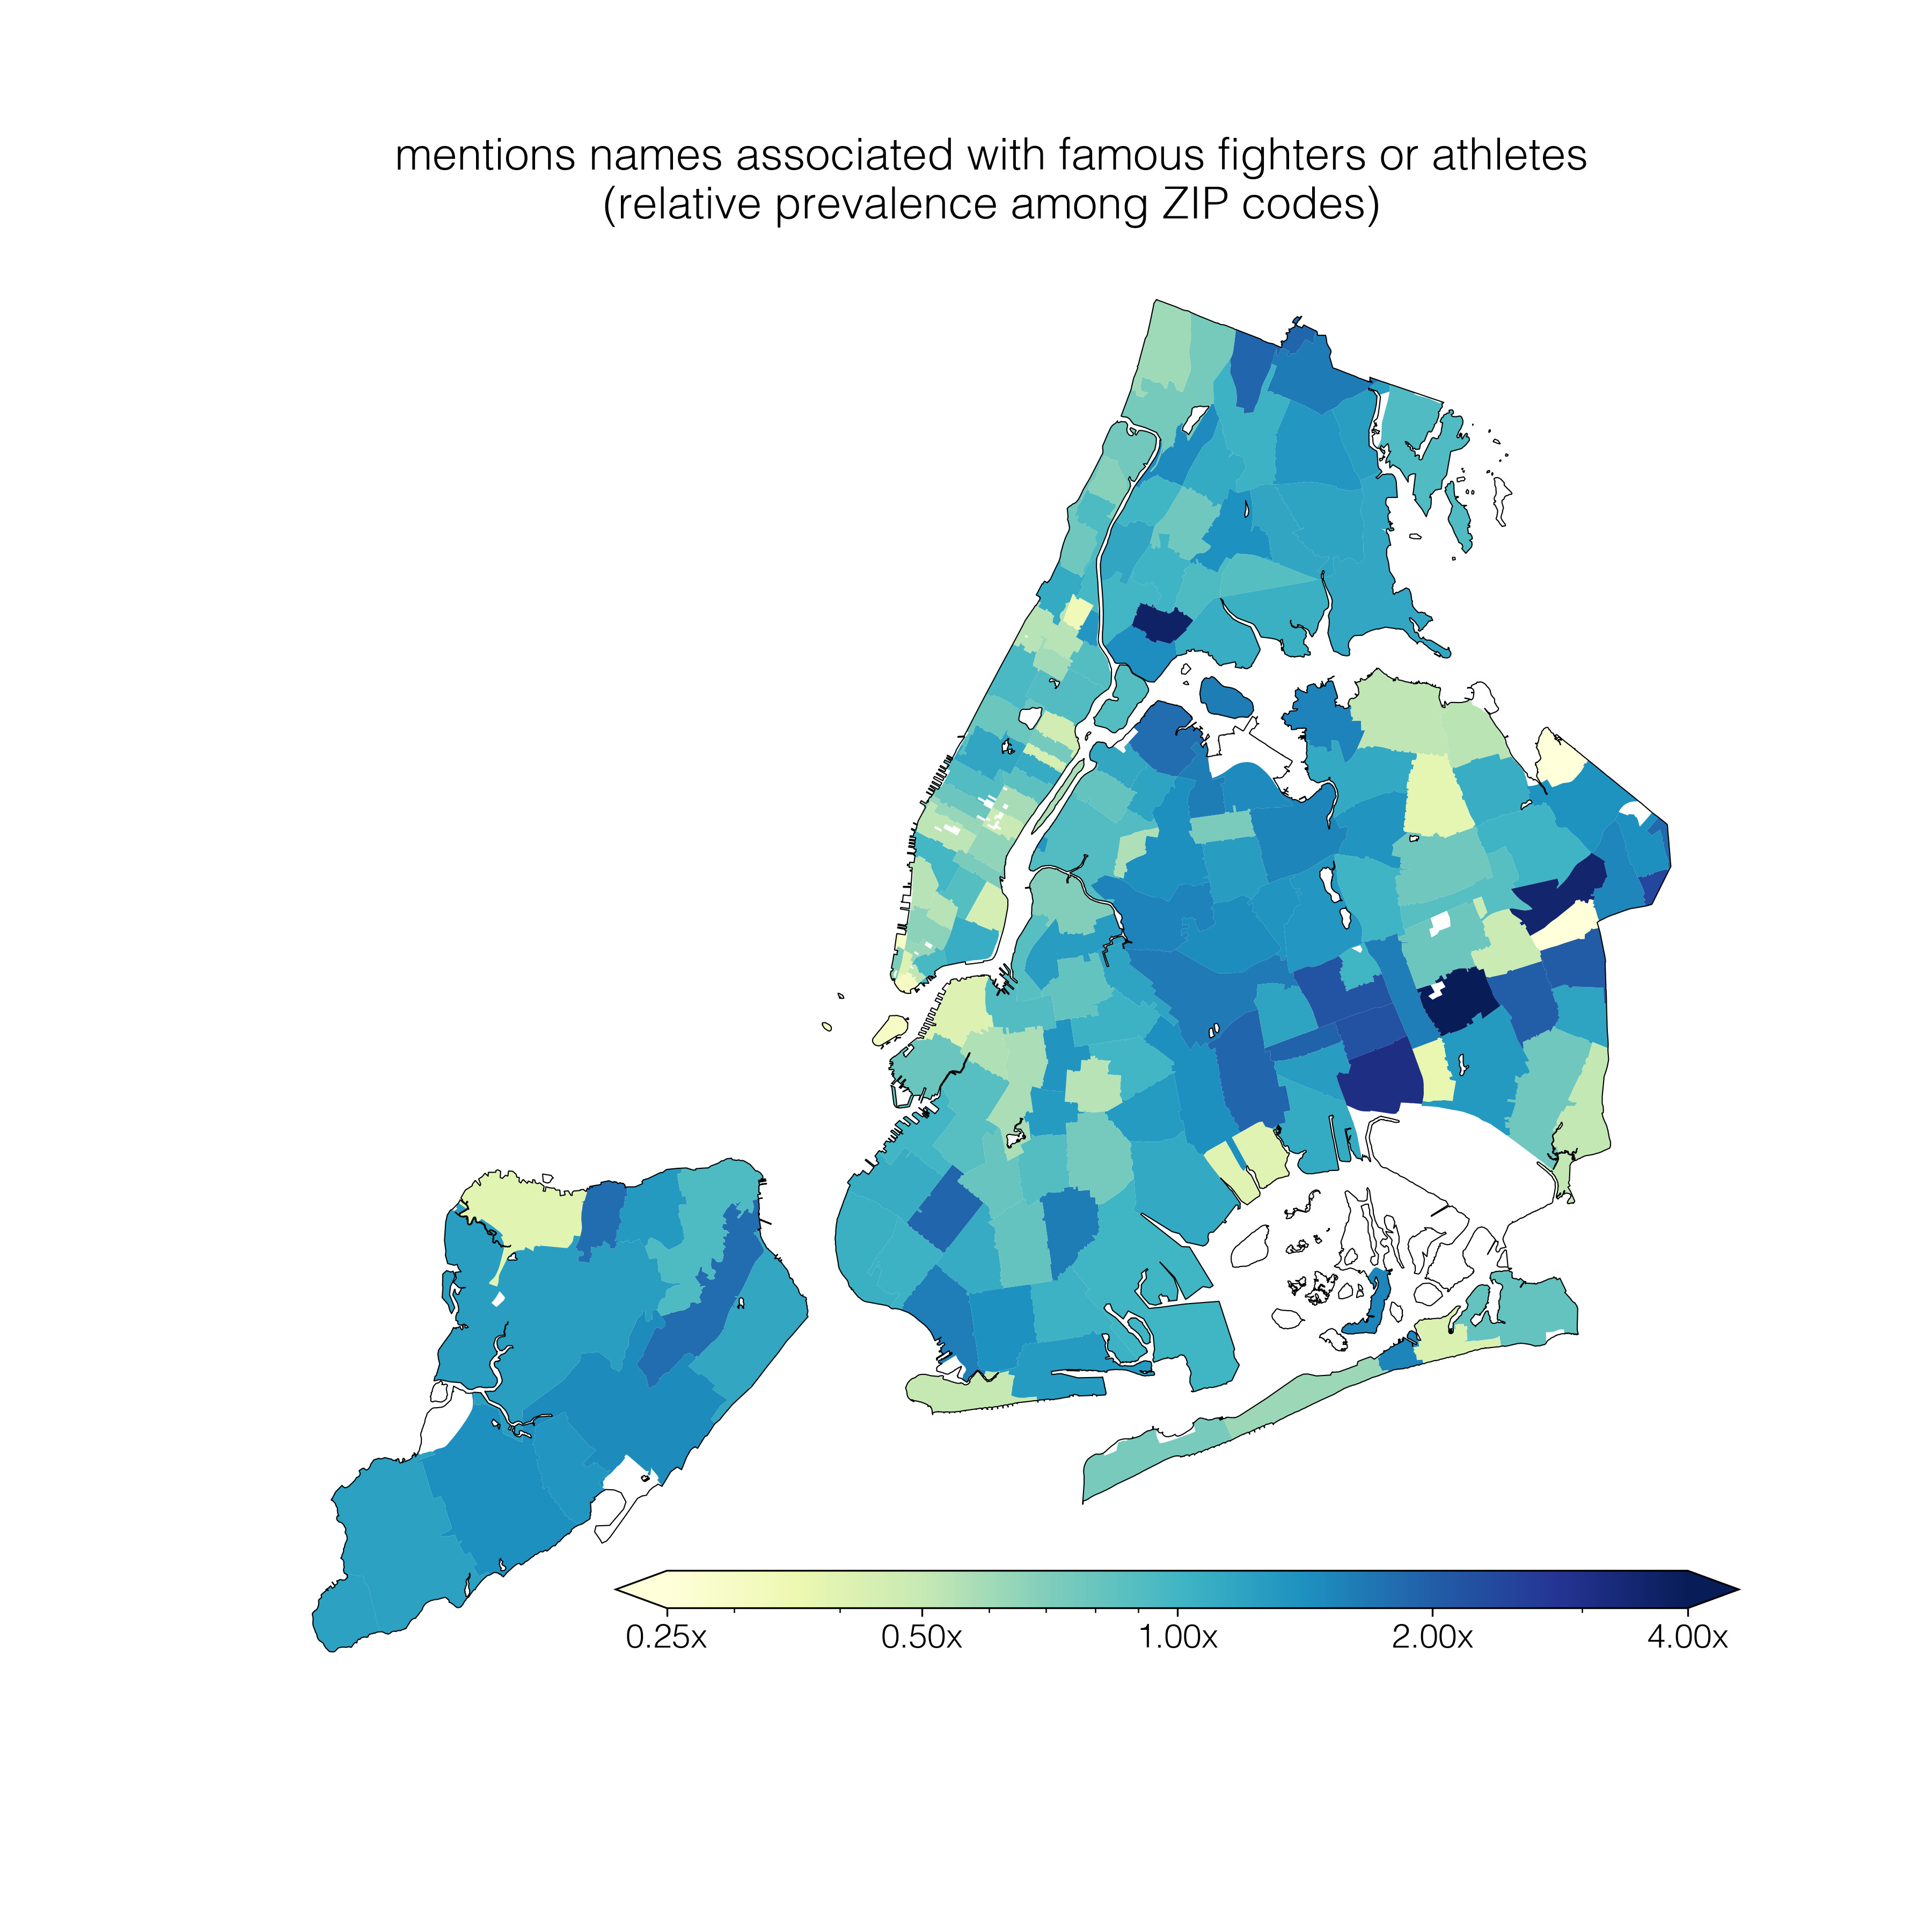 mentions names associated with famous fighters or athletes
(relative prevalence among ZIP codes)
0.25x 0.50x 1.00x 2.00x 4.00x